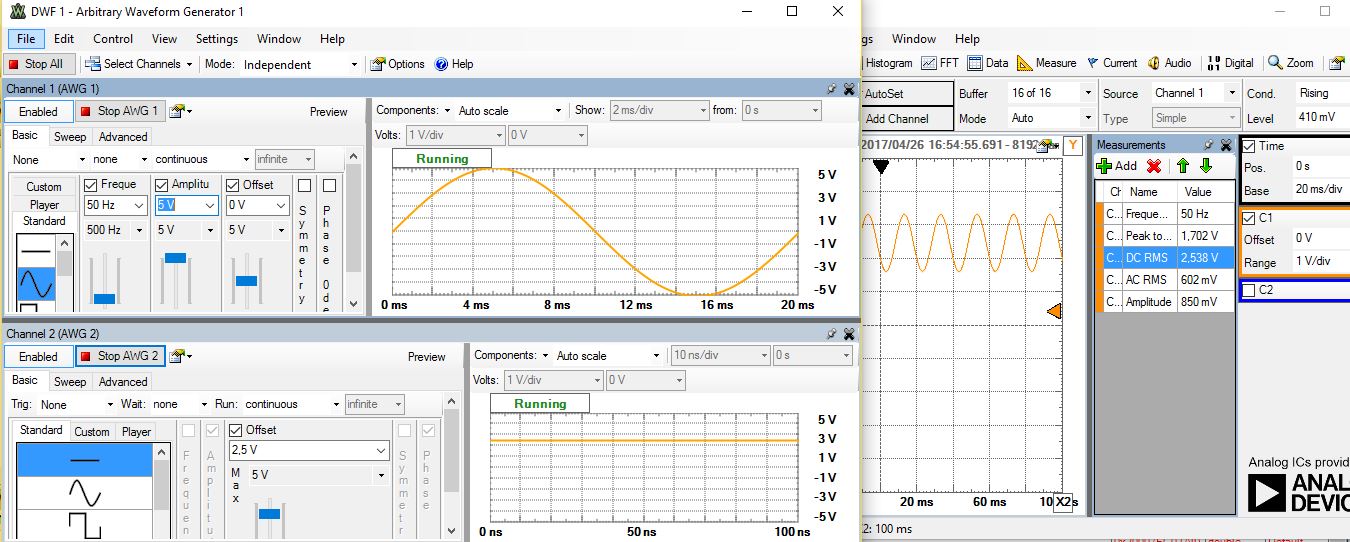 DWF 1 - Arbitrary Waveform Generator 1
File Edit Control View Settings Window Help
Stop All Select Channels Mode: Independent Options Help
Channel 1 (AWG 1)
Enabled Stop AWG 1 Preview
Basic Sweep Advanced
None none continuous infinite
Custom
Player
Standard
Freque
50 Hz
500 Hz
Amplitu
5 V
5 V
Offset
0 V
5 V
Symmetry
Phase 0de
Components: Auto scale Show: 2 ms/div from: 0 s
Volts: 1 V/div 0 V
Running
5 V
3 V
1 V
-1 V
-3 V
-5 V
0 ms 4 ms 8 ms 12 ms 16 ms 20 ms
Channel 2 (AWG 2)
Enabled Stop AWG 2 Preview
Basic Sweep Advanced
Trig: None Wait: none Run: continuous infinite
Standard Custom Player
Frequen
Amplitu
Offset
2,5 V
Max
5 V
Symmet
Phase
Components: Auto scale 10 ns/div 0 s
Volts: 1 V/div 0 V
Running
5 V
3 V
1 V
-1 V
-3 V
-5 V
0 ns 50 ns 100 ns
gs Window Help
Histogram FFT Data Measure Current Audio Digital Zoom
AutoSet Buffer 16 of 16 Source Channel 1 Cond. Rising
Add Channel Mode Auto Type Simple Level 410 mV
2017/04/26 16:54:55.691 - 819
Y
20 ms 60 ms X2 s
2: 100 ms
Measurements
Add
Ch Name Value
C... Freque... 50 Hz
C... Peak to... 1,702 V
C... DC RMS 2,538 V
C... AC RMS 602 mV
C... Amplitude 850 mV
Time
Pos. 0 s
Base 20 ms/div
C1
Offset 0 V
Range 1 V/div
C2
Analog ICs provid
ANAL
DEVIC